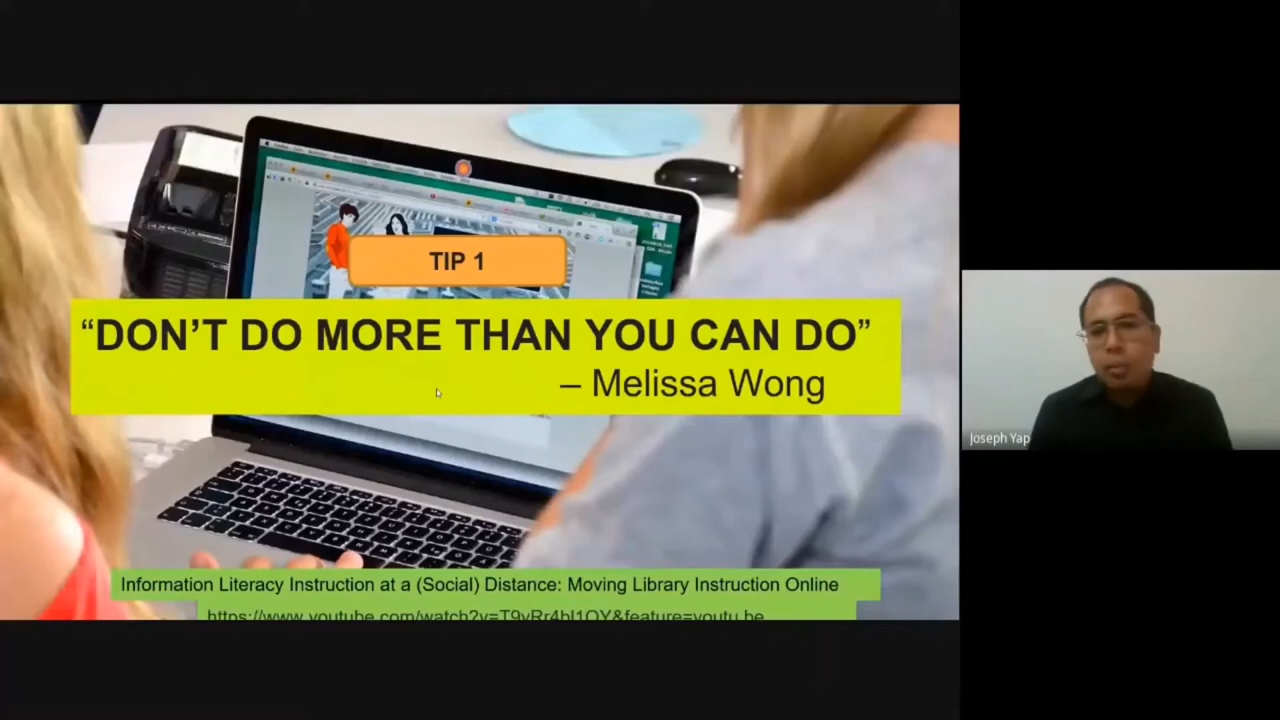 TIP 1
“DON’T DO MORE THAN YOU CAN DO”
– Melissa Wong
Information Literacy Instruction at a (Social) Distance: Moving Library Instruction Online
Joseph Yap